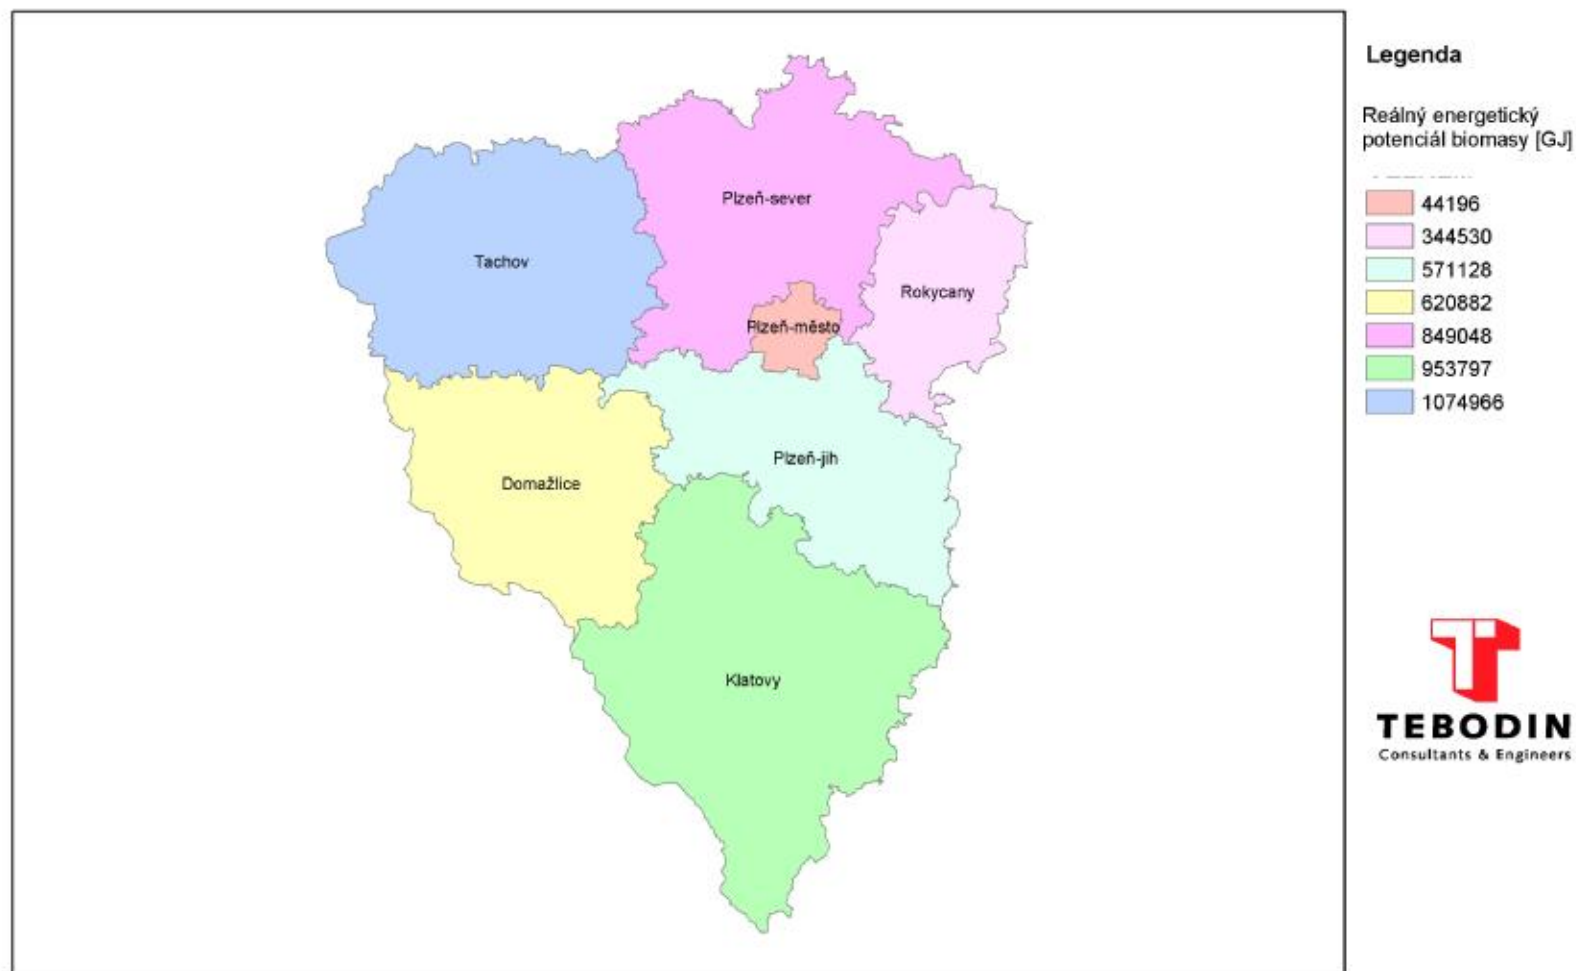 Legenda
Reálný energetický
potenciál biomasy [GJ]
44196
344530
571128
620882
849048
953797
1074966
Plzeň-sever
Tachov
Rokycany
Plzeň-město
Plzeň-jih
Domažlice
Klatovy
TEBODIN
Consultants & Engineers